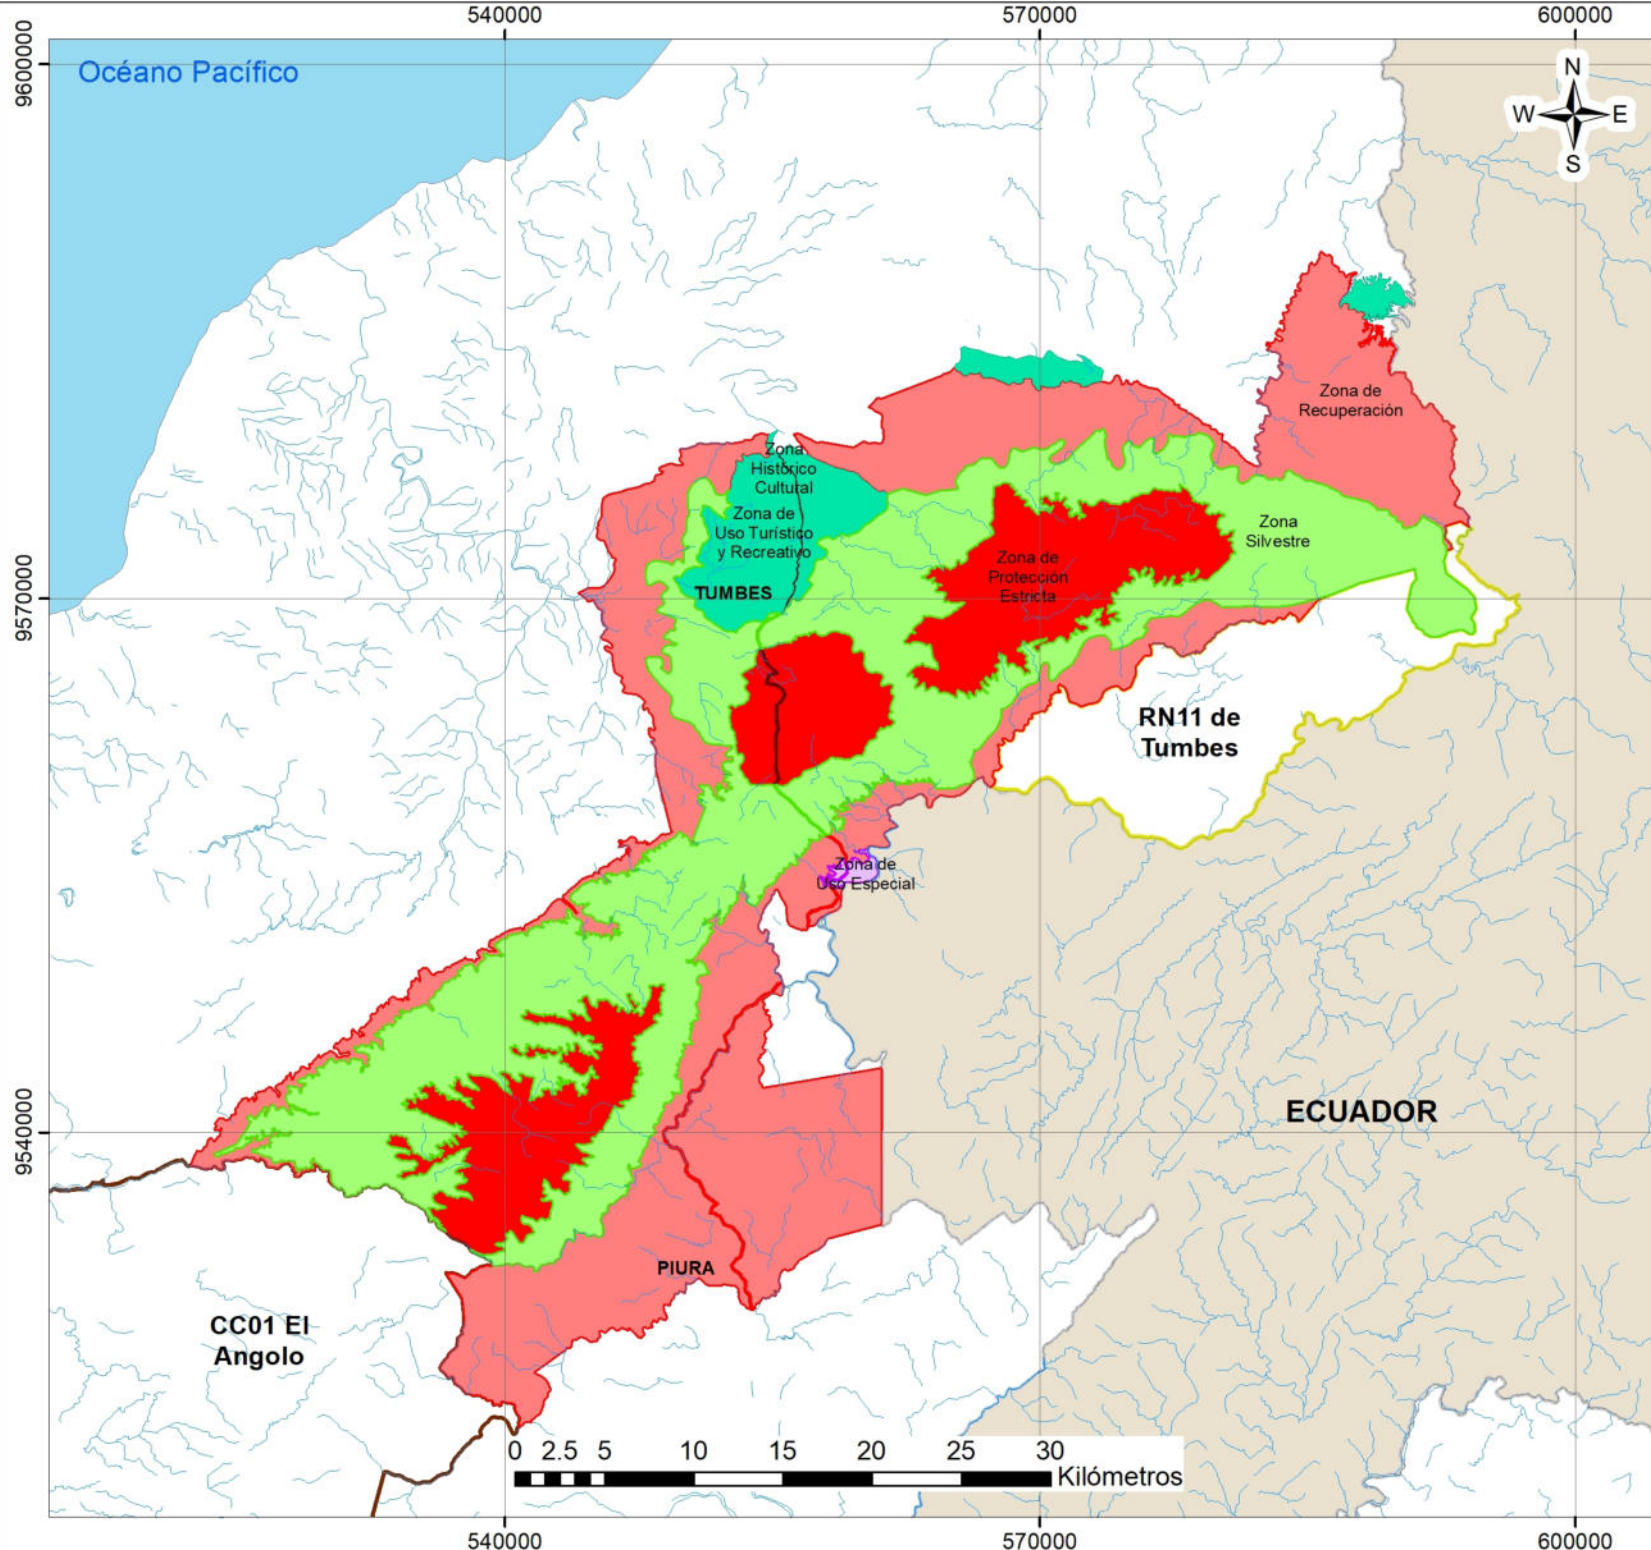 540000
570000
600000
9600000
Océano Pacífico
N
W
E
S
Zona de
Recuperación
Zona
Histórico
Cultural
Zona de
Uso Turístico
y Recreativo
Zona
Silvestre
Zona de
Protección
Estricta
TUMBES
9570000
RN11 de
Tumbes
Zona de
Uso Especial
ECUADOR
9540000
PIURA
CC01 El
Angolo
0 2.5 5 10 15 20 25 30
Kilómetros
540000
570000
600000